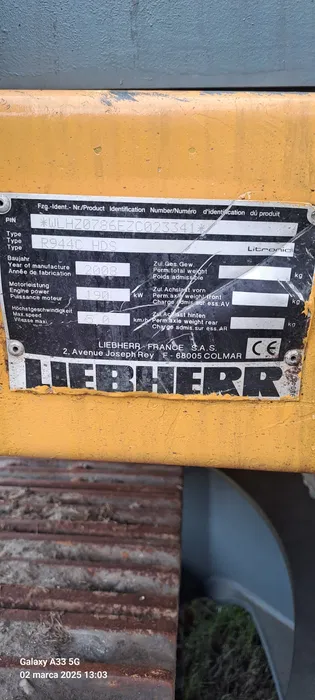 Fzg.-Ident.- Nr./Product Identification Number/Numéro d'identification du produit
PIN *WLHZ0766EZC023341*
Type
Type R944C HDS Litronic
Type
Baujahr
Year of manufacture 2008
Année de fabrication
Zul.Ges.Gew.
Perm.total weight kg
Poids admissible
Motorleistung
Engine power 190 kW
Puissance moteur
Zul.Achslast vorn
Perm.axle weight (front) kg
Charge admis.sur ess.AV
Höchstgeschwindigkeit
Max.speed km/h
Vitesse maxi
Zul.Achslast hinten
Perm.axle weight rear kg
Charge admis.sur ess.AR
LIEBHERR-FRANCE S.A.S.
2, Avenue Joseph Rey F - 68005 COLMAR
CE
LIEBHERR
Galaxy A33 5G
02 marca 2025 13:03